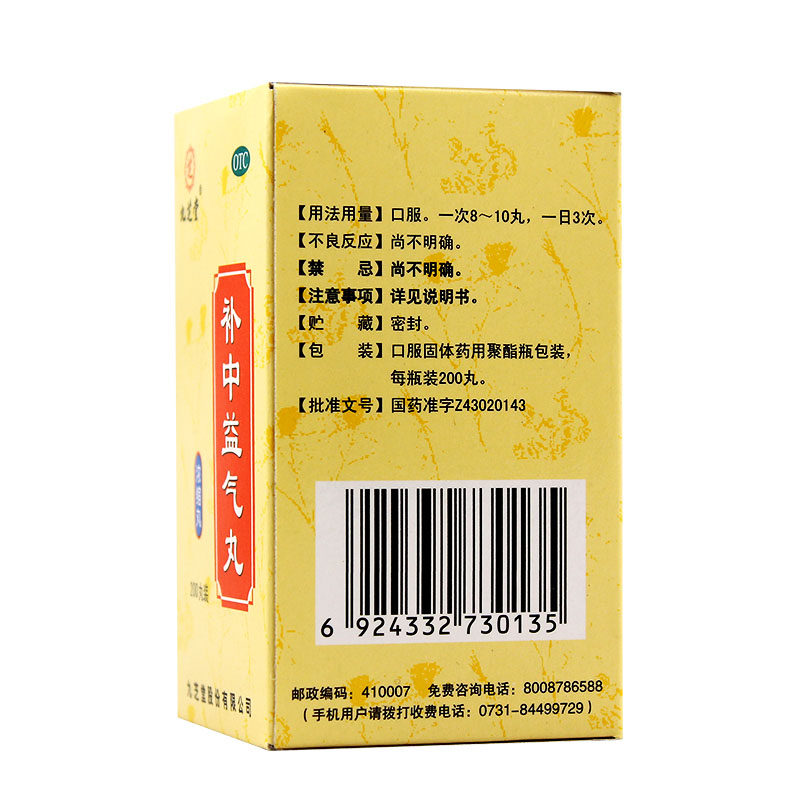 九芝堂®
OTC
补中益气丸
浓缩丸
200丸装
九芝堂股份有限公司
【用法用量】口服。一次8～10丸，一日3次。
【不良反应】尚不明确。
【禁　　忌】尚不明确。
【注意事项】详见说明书。
【贮　　藏】密封。
【包　　装】口服固体药用聚酯瓶包装，
每瓶装200丸。
【批准文号】国药准字Z43020143
6 924332 730135
邮政编码：410007　免费咨询电话：8008786588
（手机用户请拨打收费电话：0731-84499729）